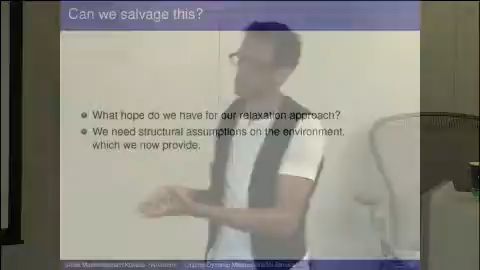 Can we salvage this?
What hope do we have for our relaxation approach?
We need structural assumptions on the environment,
which we now provide.